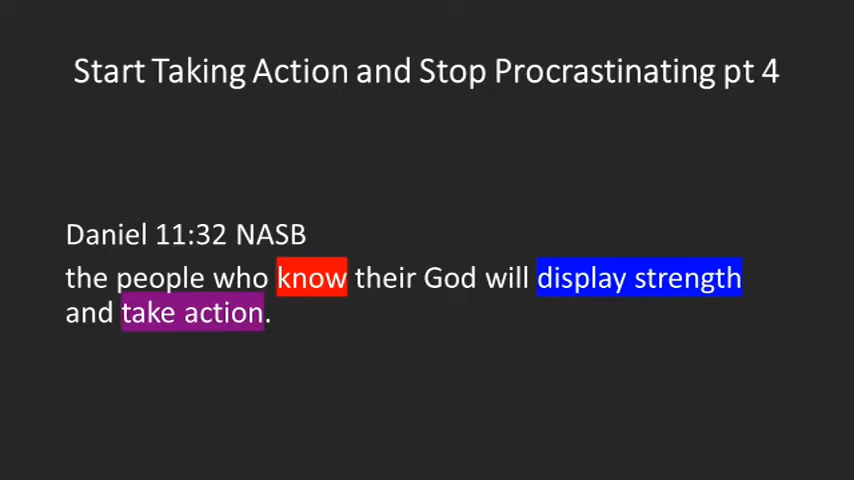 Start Taking Action and Stop Procrastinating pt 4
Daniel 11:32 NASB
the people who know their God will display strength
and take action.